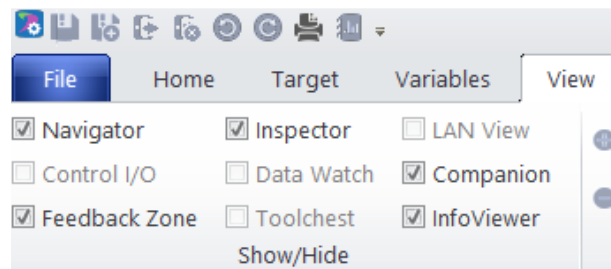 File Home Target Variables View
Navigator Inspector LAN View
Control I/O Data Watch Companion
Feedback Zone Toolchest InfoViewer
Show/Hide